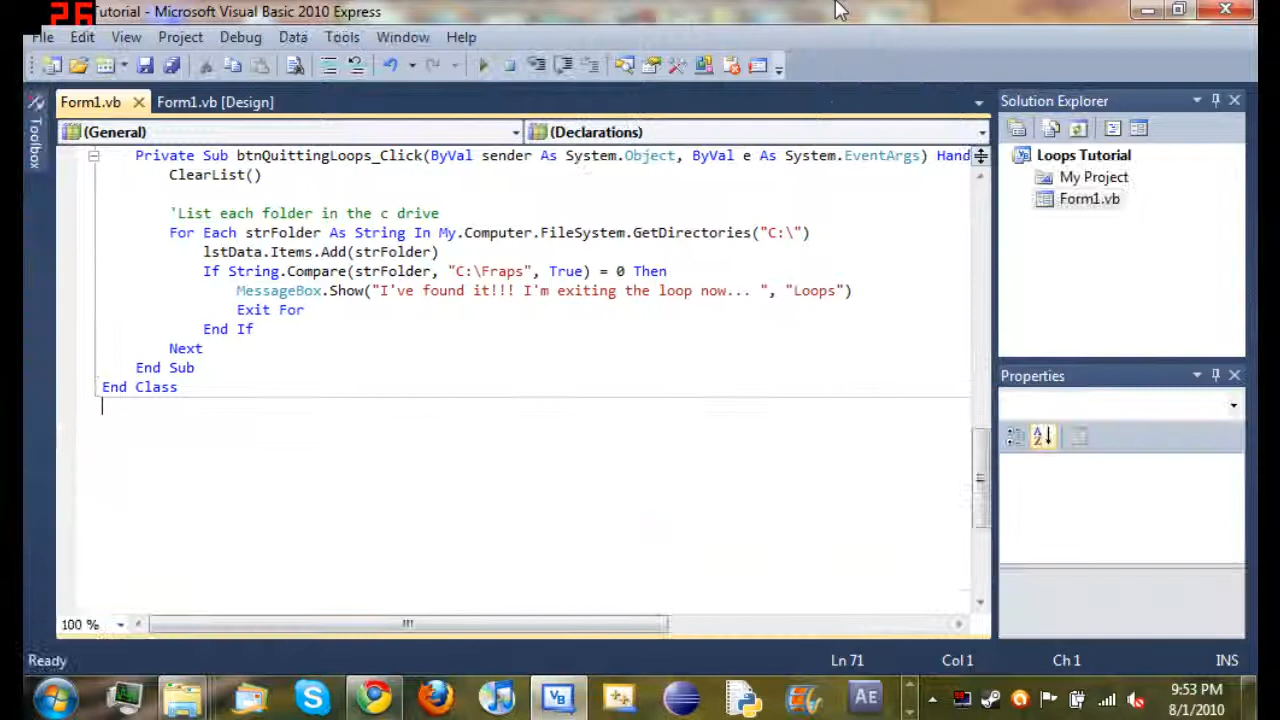 26
Tutorial - Microsoft Visual Basic 2010 Express
File Edit View Project Debug Data Tools Window Help
Toolbox
Form1.vb Form1.vb [Design]
(General) (Declarations)
Private Sub btnQuittingLoops_Click(ByVal sender As System.Object, ByVal e As System.EventArgs) Hand
ClearList()
'List each folder in the c drive
For Each strFolder As String In My.Computer.FileSystem.GetDirectories("C:\")
lstData.Items.Add(strFolder)
If String.Compare(strFolder, "C:\Fraps", True) = 0 Then
MessageBox.Show("I've found it!!! I'm exiting the loop now... ", "Loops")
Exit For
End If
Next
End Sub
End Class
100 %
Solution Explorer
Loops Tutorial
My Project
Form1.vb
Properties
Ready Ln 71 Col 1 Ch 1 INS
VB
AE
9:53 PM
8/1/2010